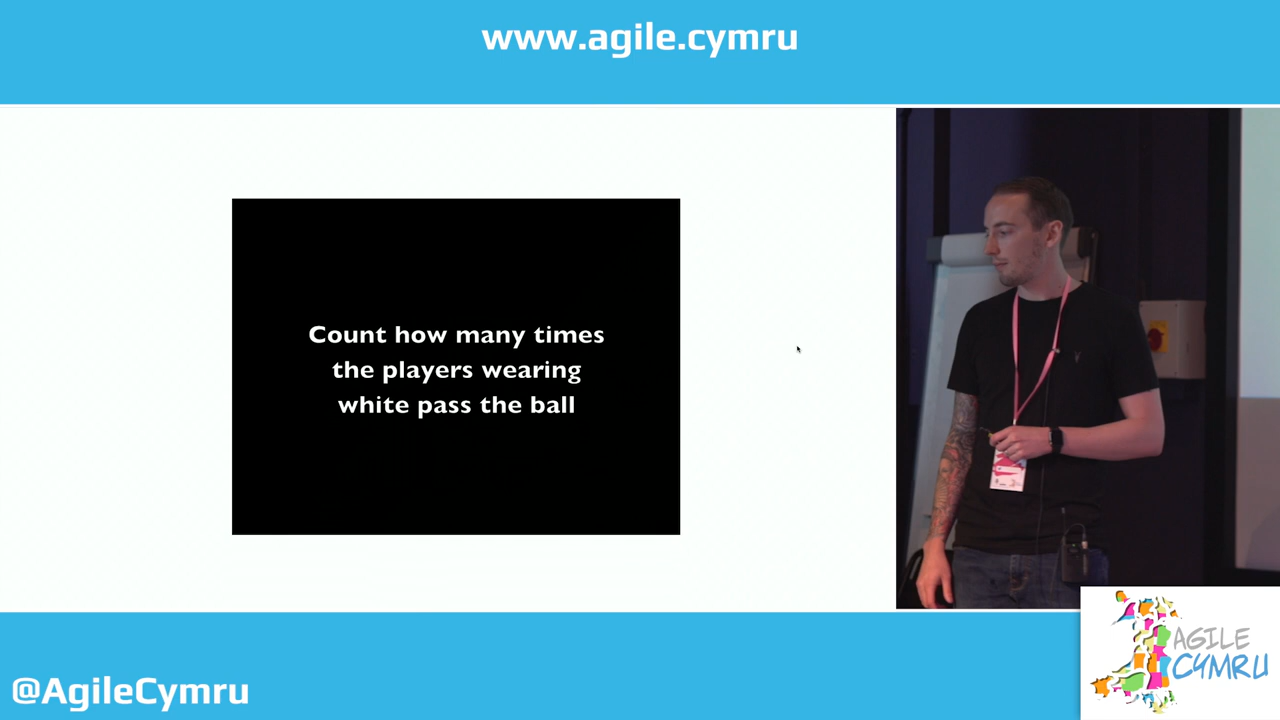 www.agile.cymru
Count how many times
the players wearing
white pass the ball
@AgileCymru
AGILE
CYMRU